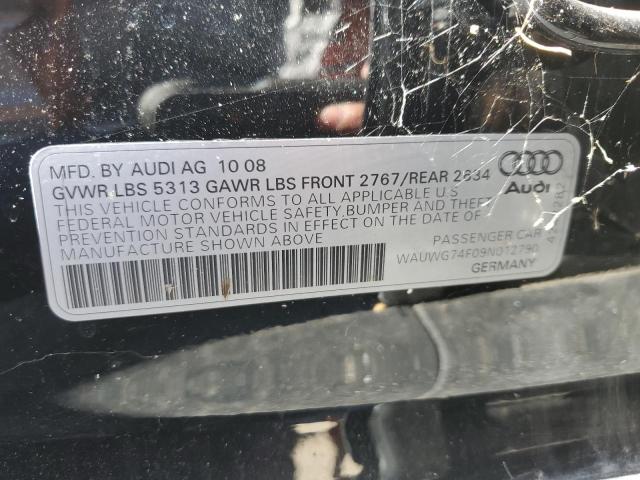 MFD. BY AUDI AG 10 08
GVWR LBS 5313 GAWR LBS FRONT 2767/REAR 2634
THIS VEHICLE CONFORMS TO ALL APPLICABLE U S
FEDERAL MOTOR VEHICLE SAFETY, BUMPER AND THEFT
PREVENTION STANDARDS IN EFFECT ON THE DATE OF
MANUFACTURE SHOWN ABOVE
Audi
PASSENGER CAR
WAUWG74F09N012790
GERMANY